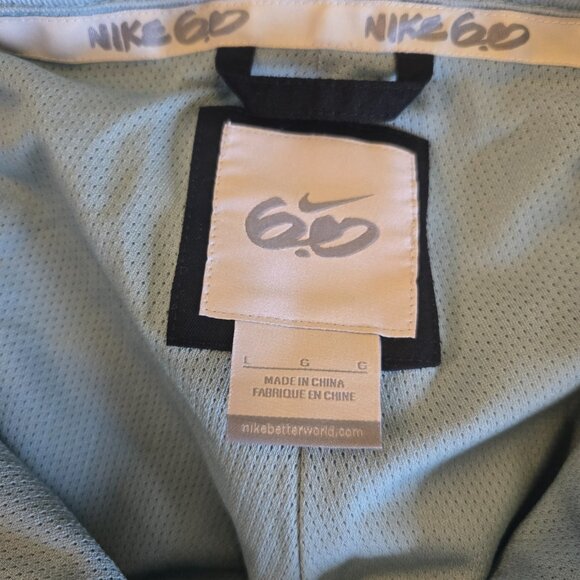 NIKE 6.0 NIKE 6.0
6.0
L G G
MADE IN CHINA
FABRIQUE EN CHINE
nikebetterworld.com